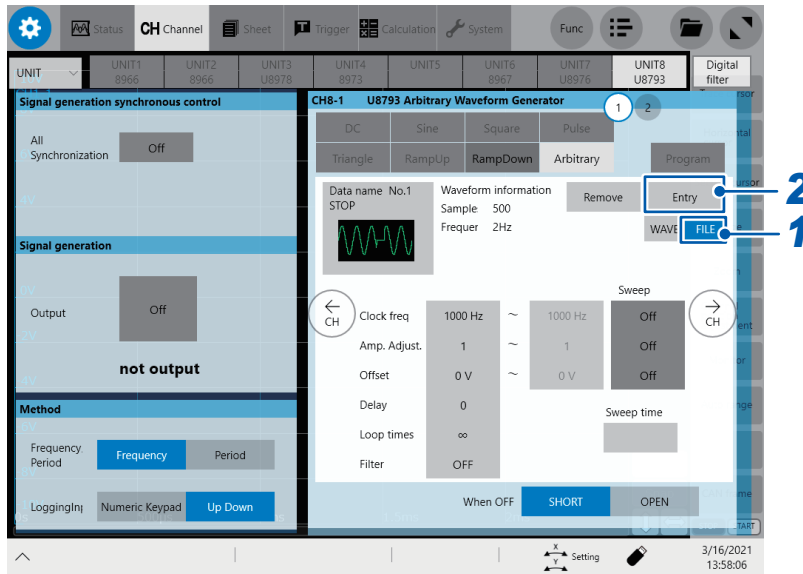 Status CH Channel Sheet Trigger Calculation System Func
UNIT
UNIT1 UNIT2 UNIT3 UNIT4 UNIT5 UNIT6 UNIT7 UNIT8 Digital
8966 8966 U8978 8973 8967 U8976 U8793 filter
Signal generation synchronous control
All
Synchronization
Off
Signal generation
Output
Off
not output
Method
Frequency
Period
Frequency
Period
LoggingInj
Numeric Keypad
Up Down
CH8-1 U8793 Arbitrary Waveform Generator
1 2
DC Sine Square Pulse
Triangle RampUp RampDown Arbitrary Program
Data name No.1
STOP
Waveform information
Sample 500
Frequer 2Hz
Remove
Entry
2
WAVE FILE
1
Sweep
← CH
→ CH
Clock freq 1000 Hz ~ 1000 Hz Off
Amp. Adjust. 1 ~ 1 Off
Offset 0 V ~ 0 V Off
Delay 0
Sweep time
Loop times ∞
Filter OFF
When OFF SHORT OPEN
X
Y
Setting
3/16/2021
13:58:06